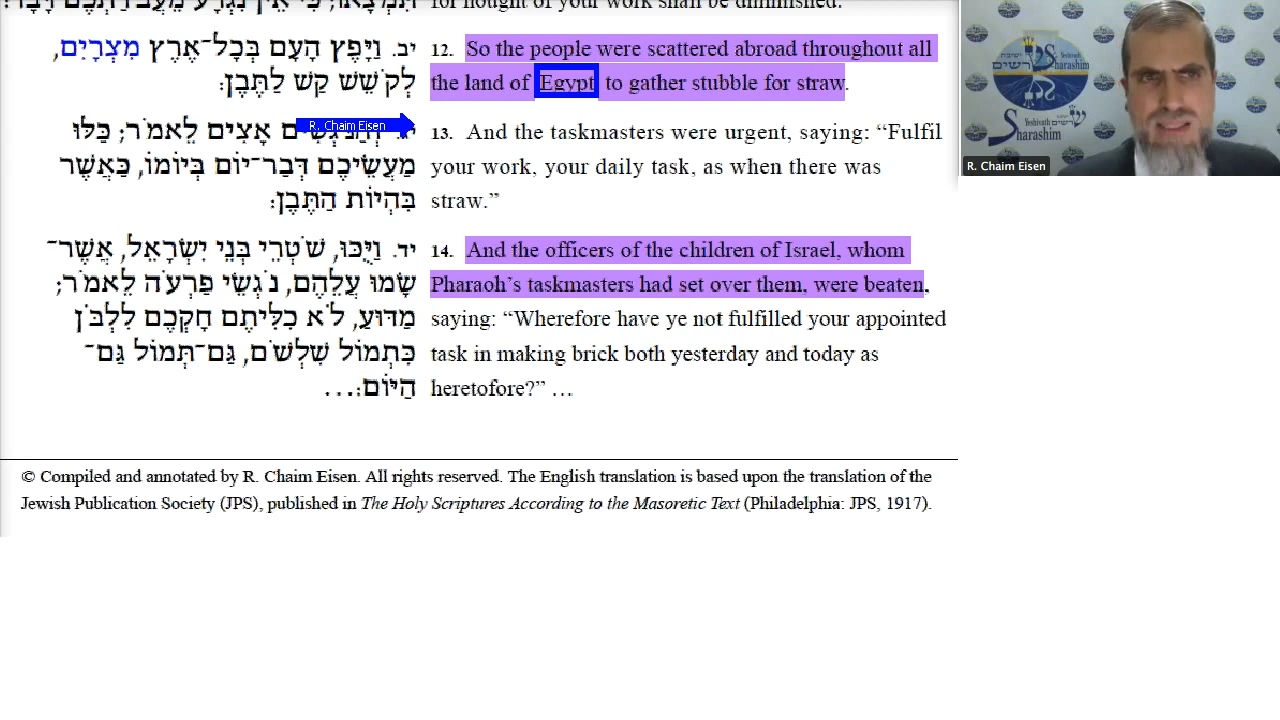 for nought of your work shall be diminished.
יב. וַיָּפֶץ הָעָם בְּכָל־אֶרֶץ מִצְרָיִם,
לְקֹשֵׁשׁ קַשׁ לַתֶּבֶן:
אָצִים לֵאמֹר; כַּלּוּ
מַעֲשֵׂיכֶם דְּבַר־יוֹם בְּיוֹמוֹ, כַּאֲשֶׁר
בִּהְיוֹת הַתֶּבֶן:
יד. וַיֻּכּוּ, שֹׁטְרֵי בְּנֵי יִשְׂרָאֵל, אֲשֶׁר־
שָׂמוּ עֲלֵהֶם, נֹגְשֵׂי פַרְעֹה לֵאמֹר;
מַדּוּעַ, לֹא כִלִּיתֶם חָקְכֶם לִלְבֹּן
כִּתְמוֹל שִׁלְשֹׁם, גַּם־תְּמוֹל גַּם־
הַיּוֹם:...
12. So the people were scattered abroad throughout all
the land of Egypt to gather stubble for straw.
R. Chaim Eisen
13. And the taskmasters were urgent, saying: “Fulfil
your work, your daily task, as when there was
straw.”
14. And the officers of the children of Israel, whom
Pharaoh’s taskmasters had set over them, were beaten,
saying: “Wherefore have ye not fulfilled your appointed
task in making brick both yesterday and today as
heretofore?” …
© Compiled and annotated by R. Chaim Eisen. All rights reserved. The English translation is based upon the translation of the
Jewish Publication Society (JPS), published in The Holy Scriptures According to the Masoretic Text (Philadelphia: JPS, 1917).
Sharashim
R. Chaim Eisen